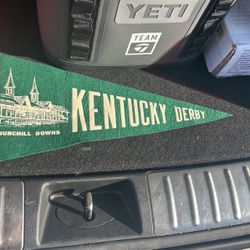 YETI
TEAM
KENTUCKY DERBY
CHURCHILL DOWNS